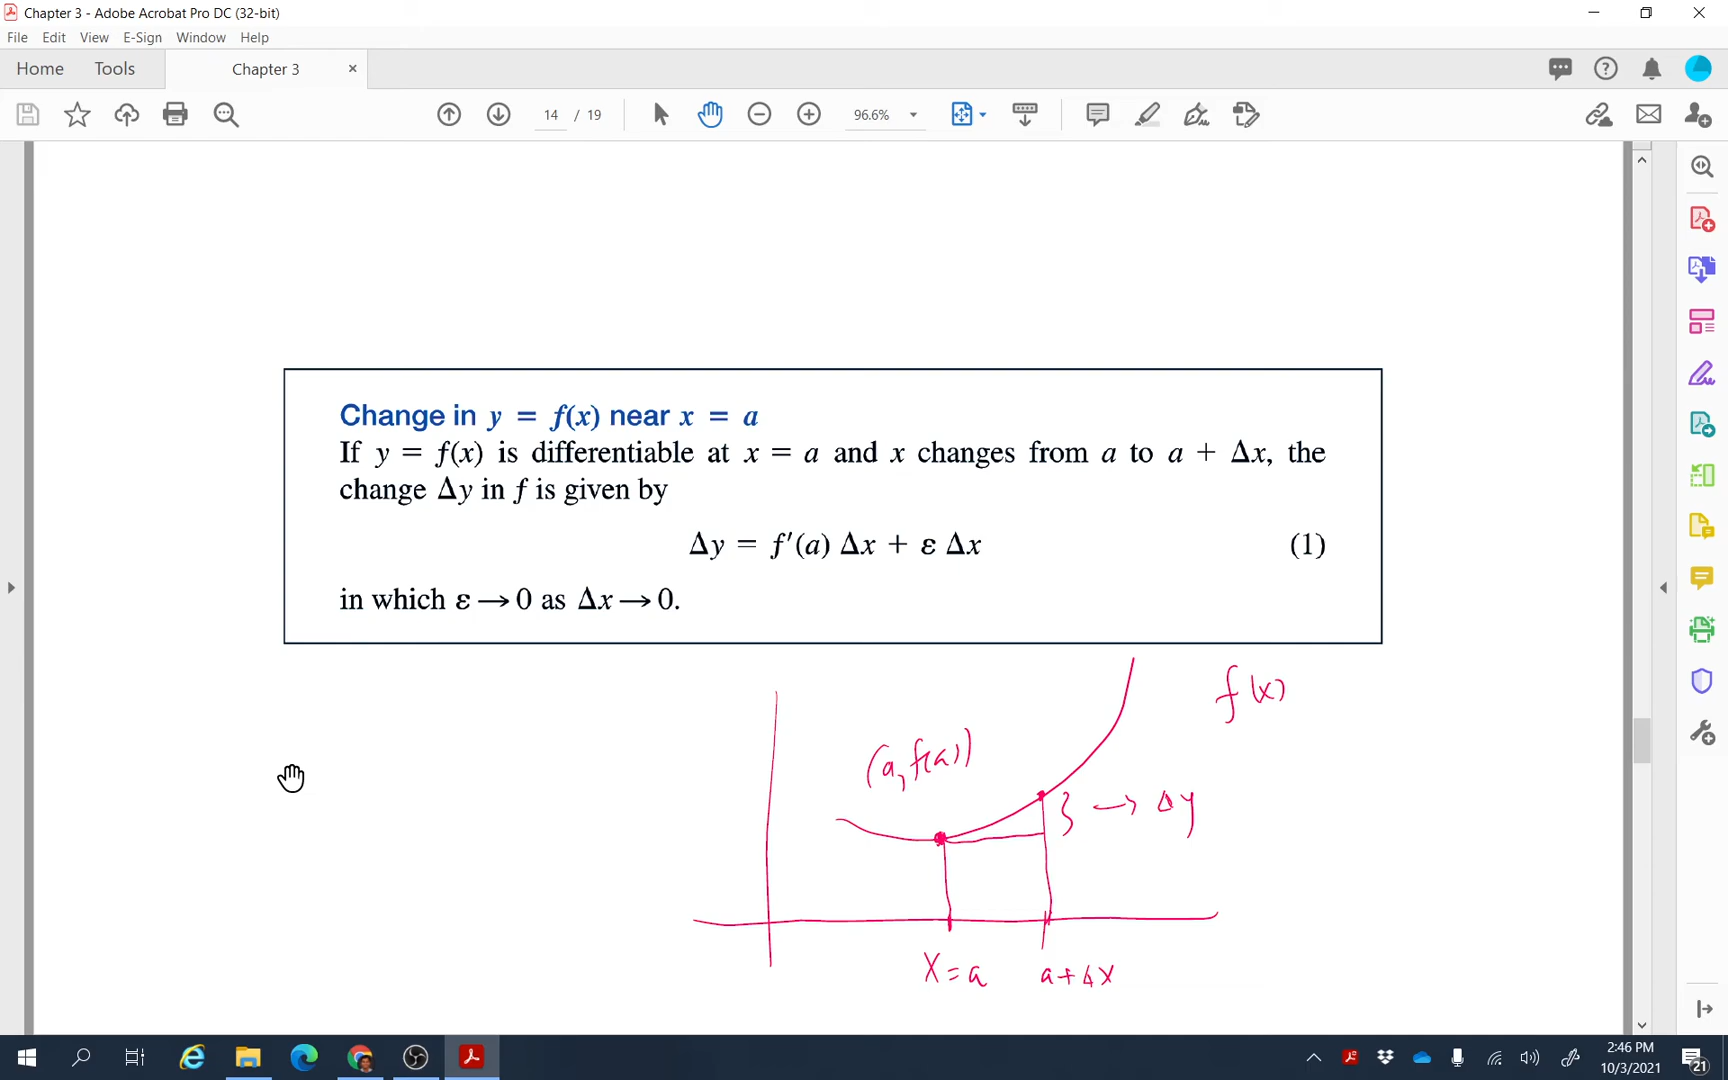 Chapter 3 - Adobe Acrobat Pro DC (32-bit)
File Edit View E-Sign Window Help
Home Tools Chapter 3
14 / 19 96.6%
Change in y = f(x) near x = a
If y = f(x) is differentiable at x = a and x changes from a to a + Δx, the
change Δy in f is given by
Δy = f′(a) Δx + ε Δx (1)
in which ε → 0 as Δx → 0.
f(x)
(a, f(a))
} → Δy
x = a a+Δx
2:46 PM
10/3/2021
21